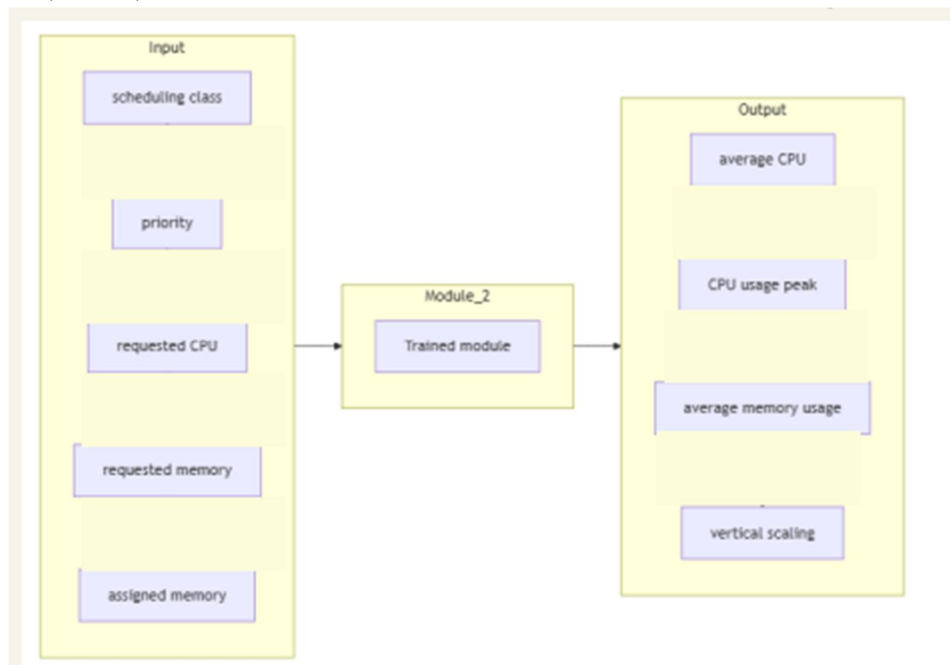 Input
scheduling class
priority
requested CPU
requested memory
assigned memory
Module_2
Trained module
Output
average CPU
CPU usage peak
average memory usage
vertical scaling